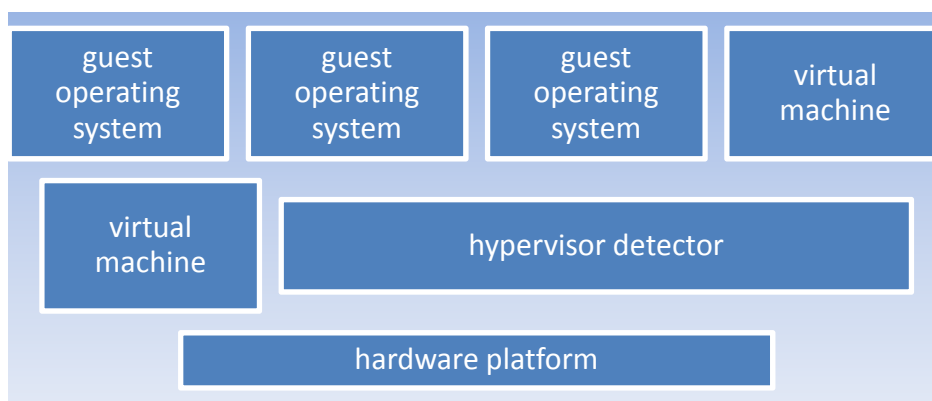 guest
operating
system
guest
operating
system
guest
operating
system
virtual
machine
virtual
machine
hypervisor detector
hardware platform